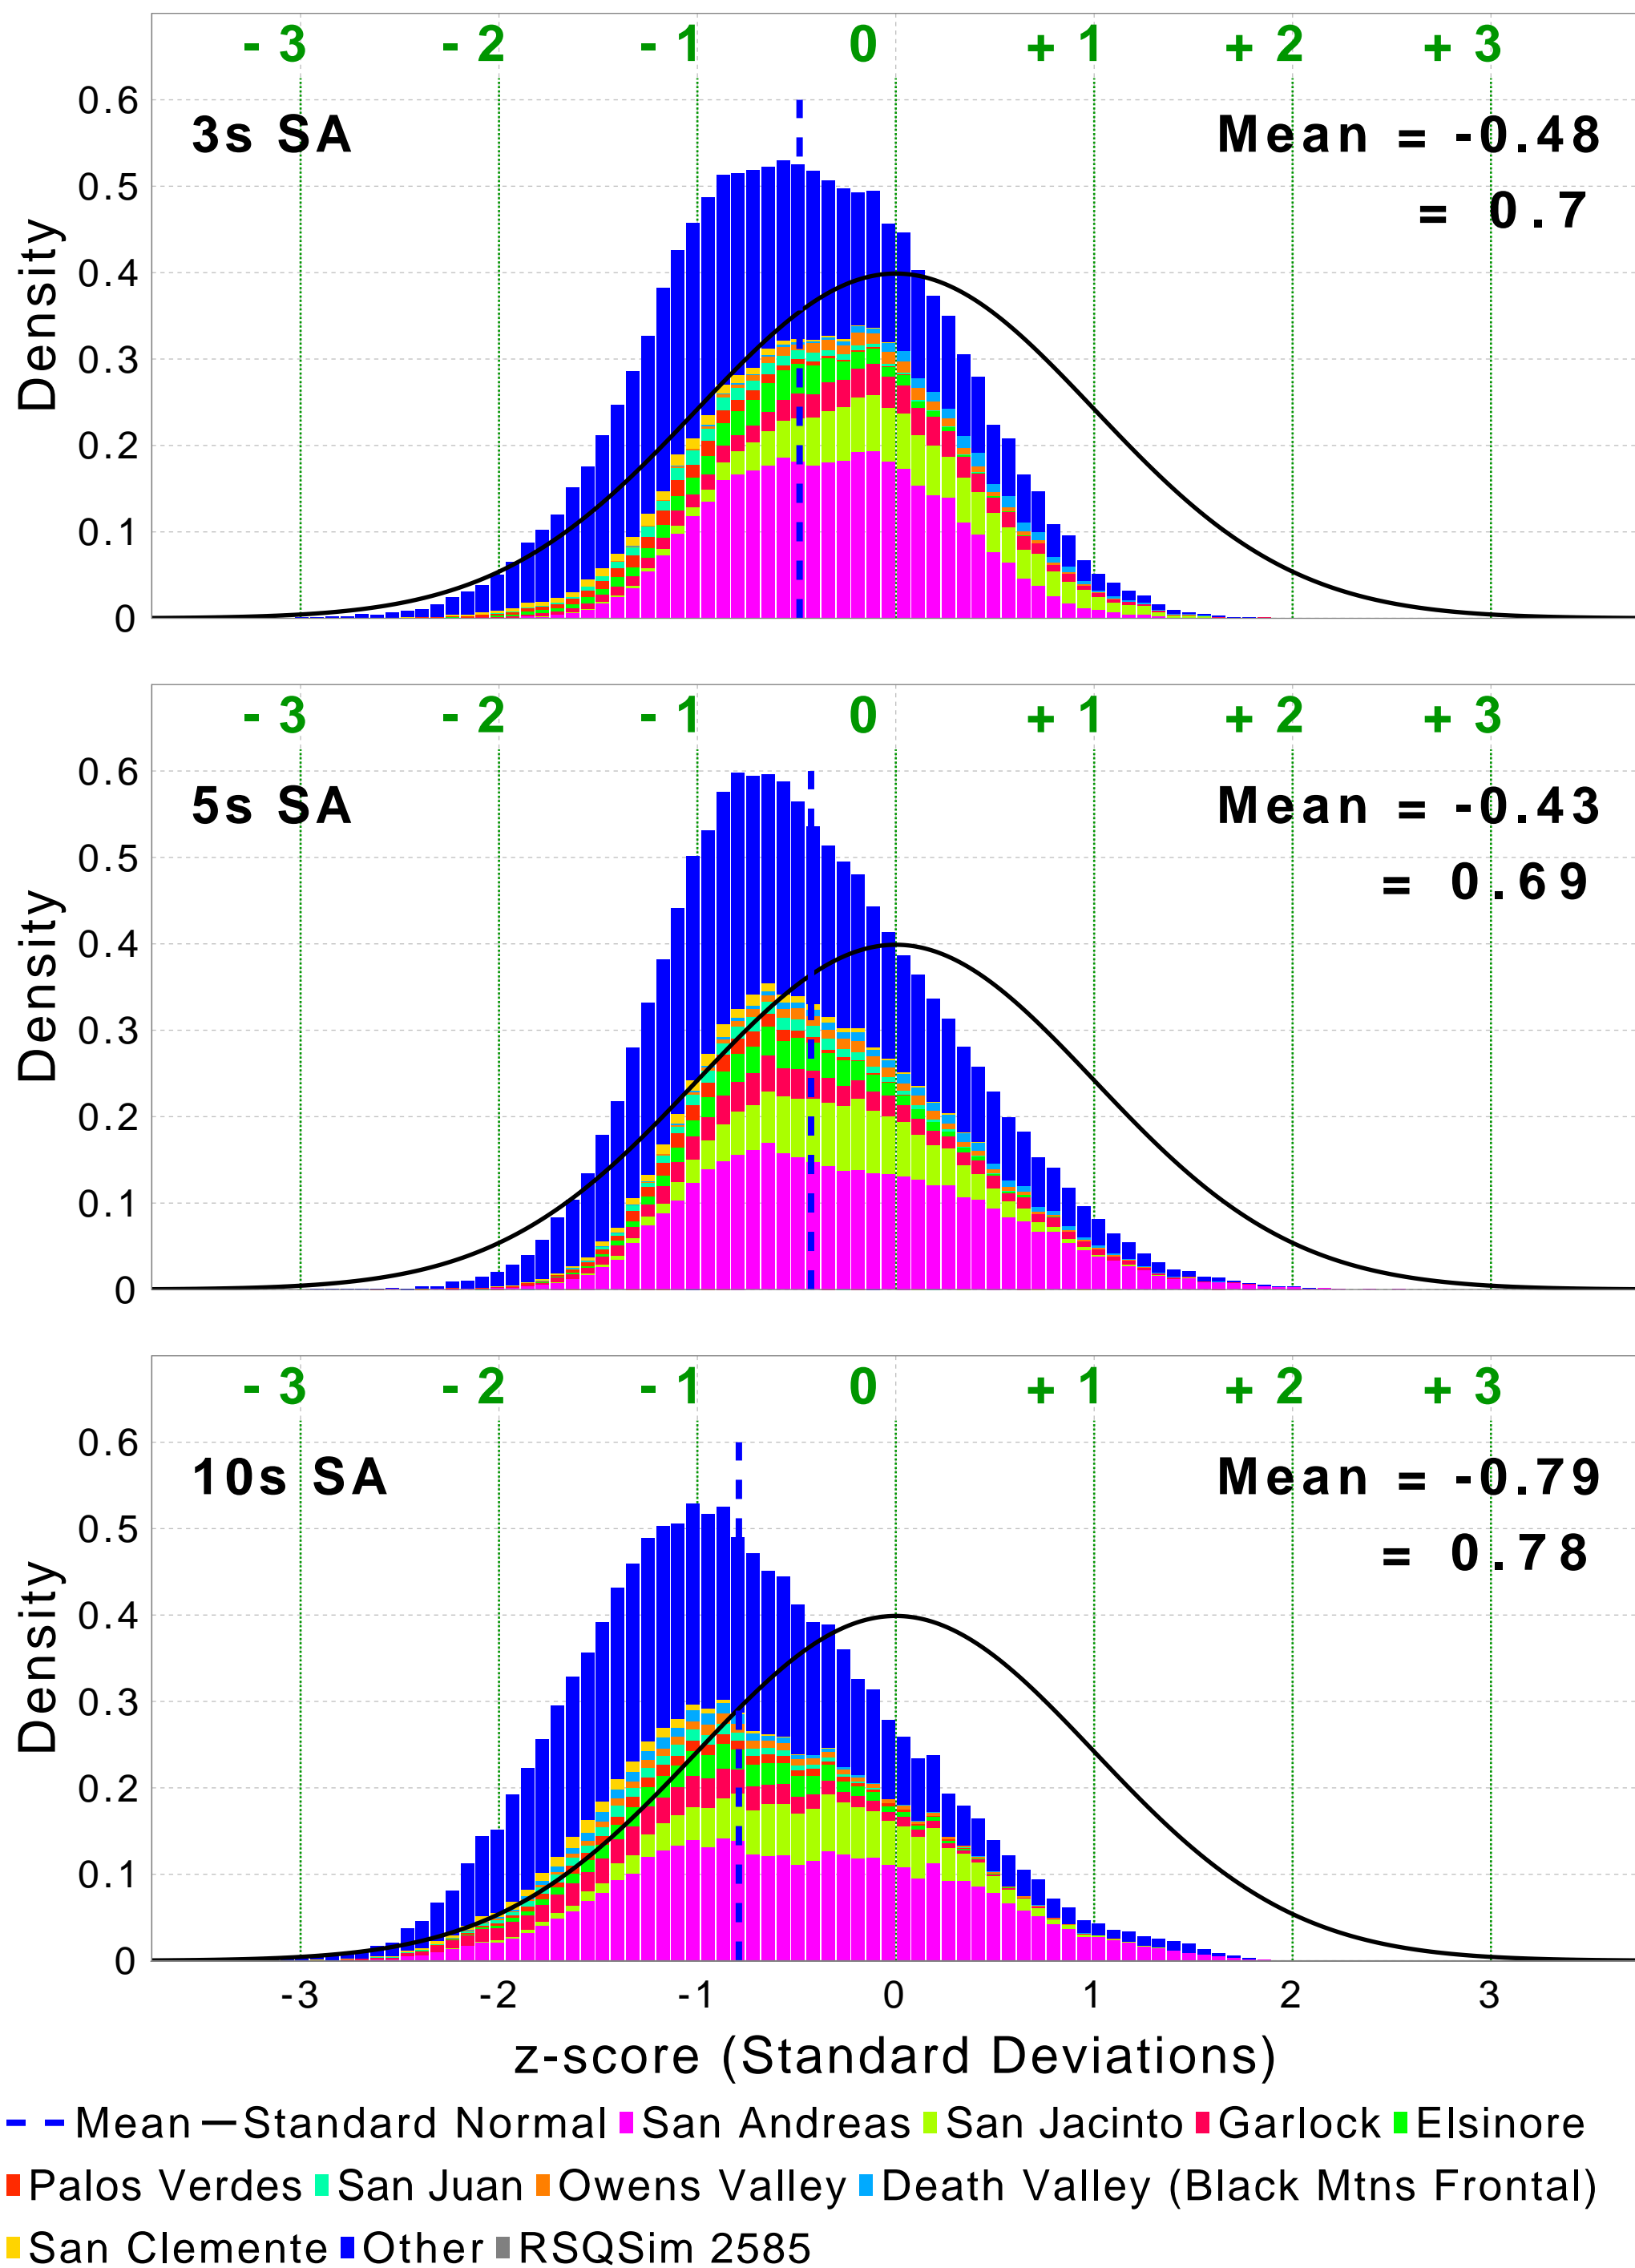 - 3 - 2 - 1 0 + 1 + 2 + 3
0.6
3s SA Mean = -0.48
0.5
= 0.7
0.4
Density
0.3
0.2
0.1
0
- 3 - 2 - 1 0 + 1 + 2 + 3
0.6
5s SA Mean = -0.43
0.5
= 0.69
0.4
Density
0.3
0.2
0.1
0
- 3 - 2 - 1 0 + 1 + 2 + 3
0.6
10s SA Mean = -0.79
0.5
= 0.78
0.4
Density
0.3
0.2
0.1
0
-3 -2 -1 0 1 2 3
z-score (Standard Deviations)
Mean Standard Normal San Andreas San Jacinto Garlock Elsinore
Palos Verdes San Juan Owens Valley Death Valley (Black Mtns Frontal)
San Clemente Other RSQSim 2585